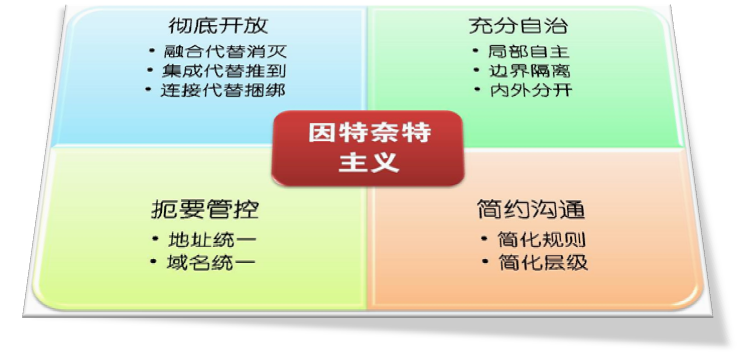 彻底开放
• 融合代替消灭
• 集成代替推到
• 连接代替捆绑
充分自治
• 局部自主
• 边界隔离
• 内外分开
因特奈特
主义
扼要管控
• 地址统一
• 域名统一
简约沟通
• 简化规则
• 简化层级